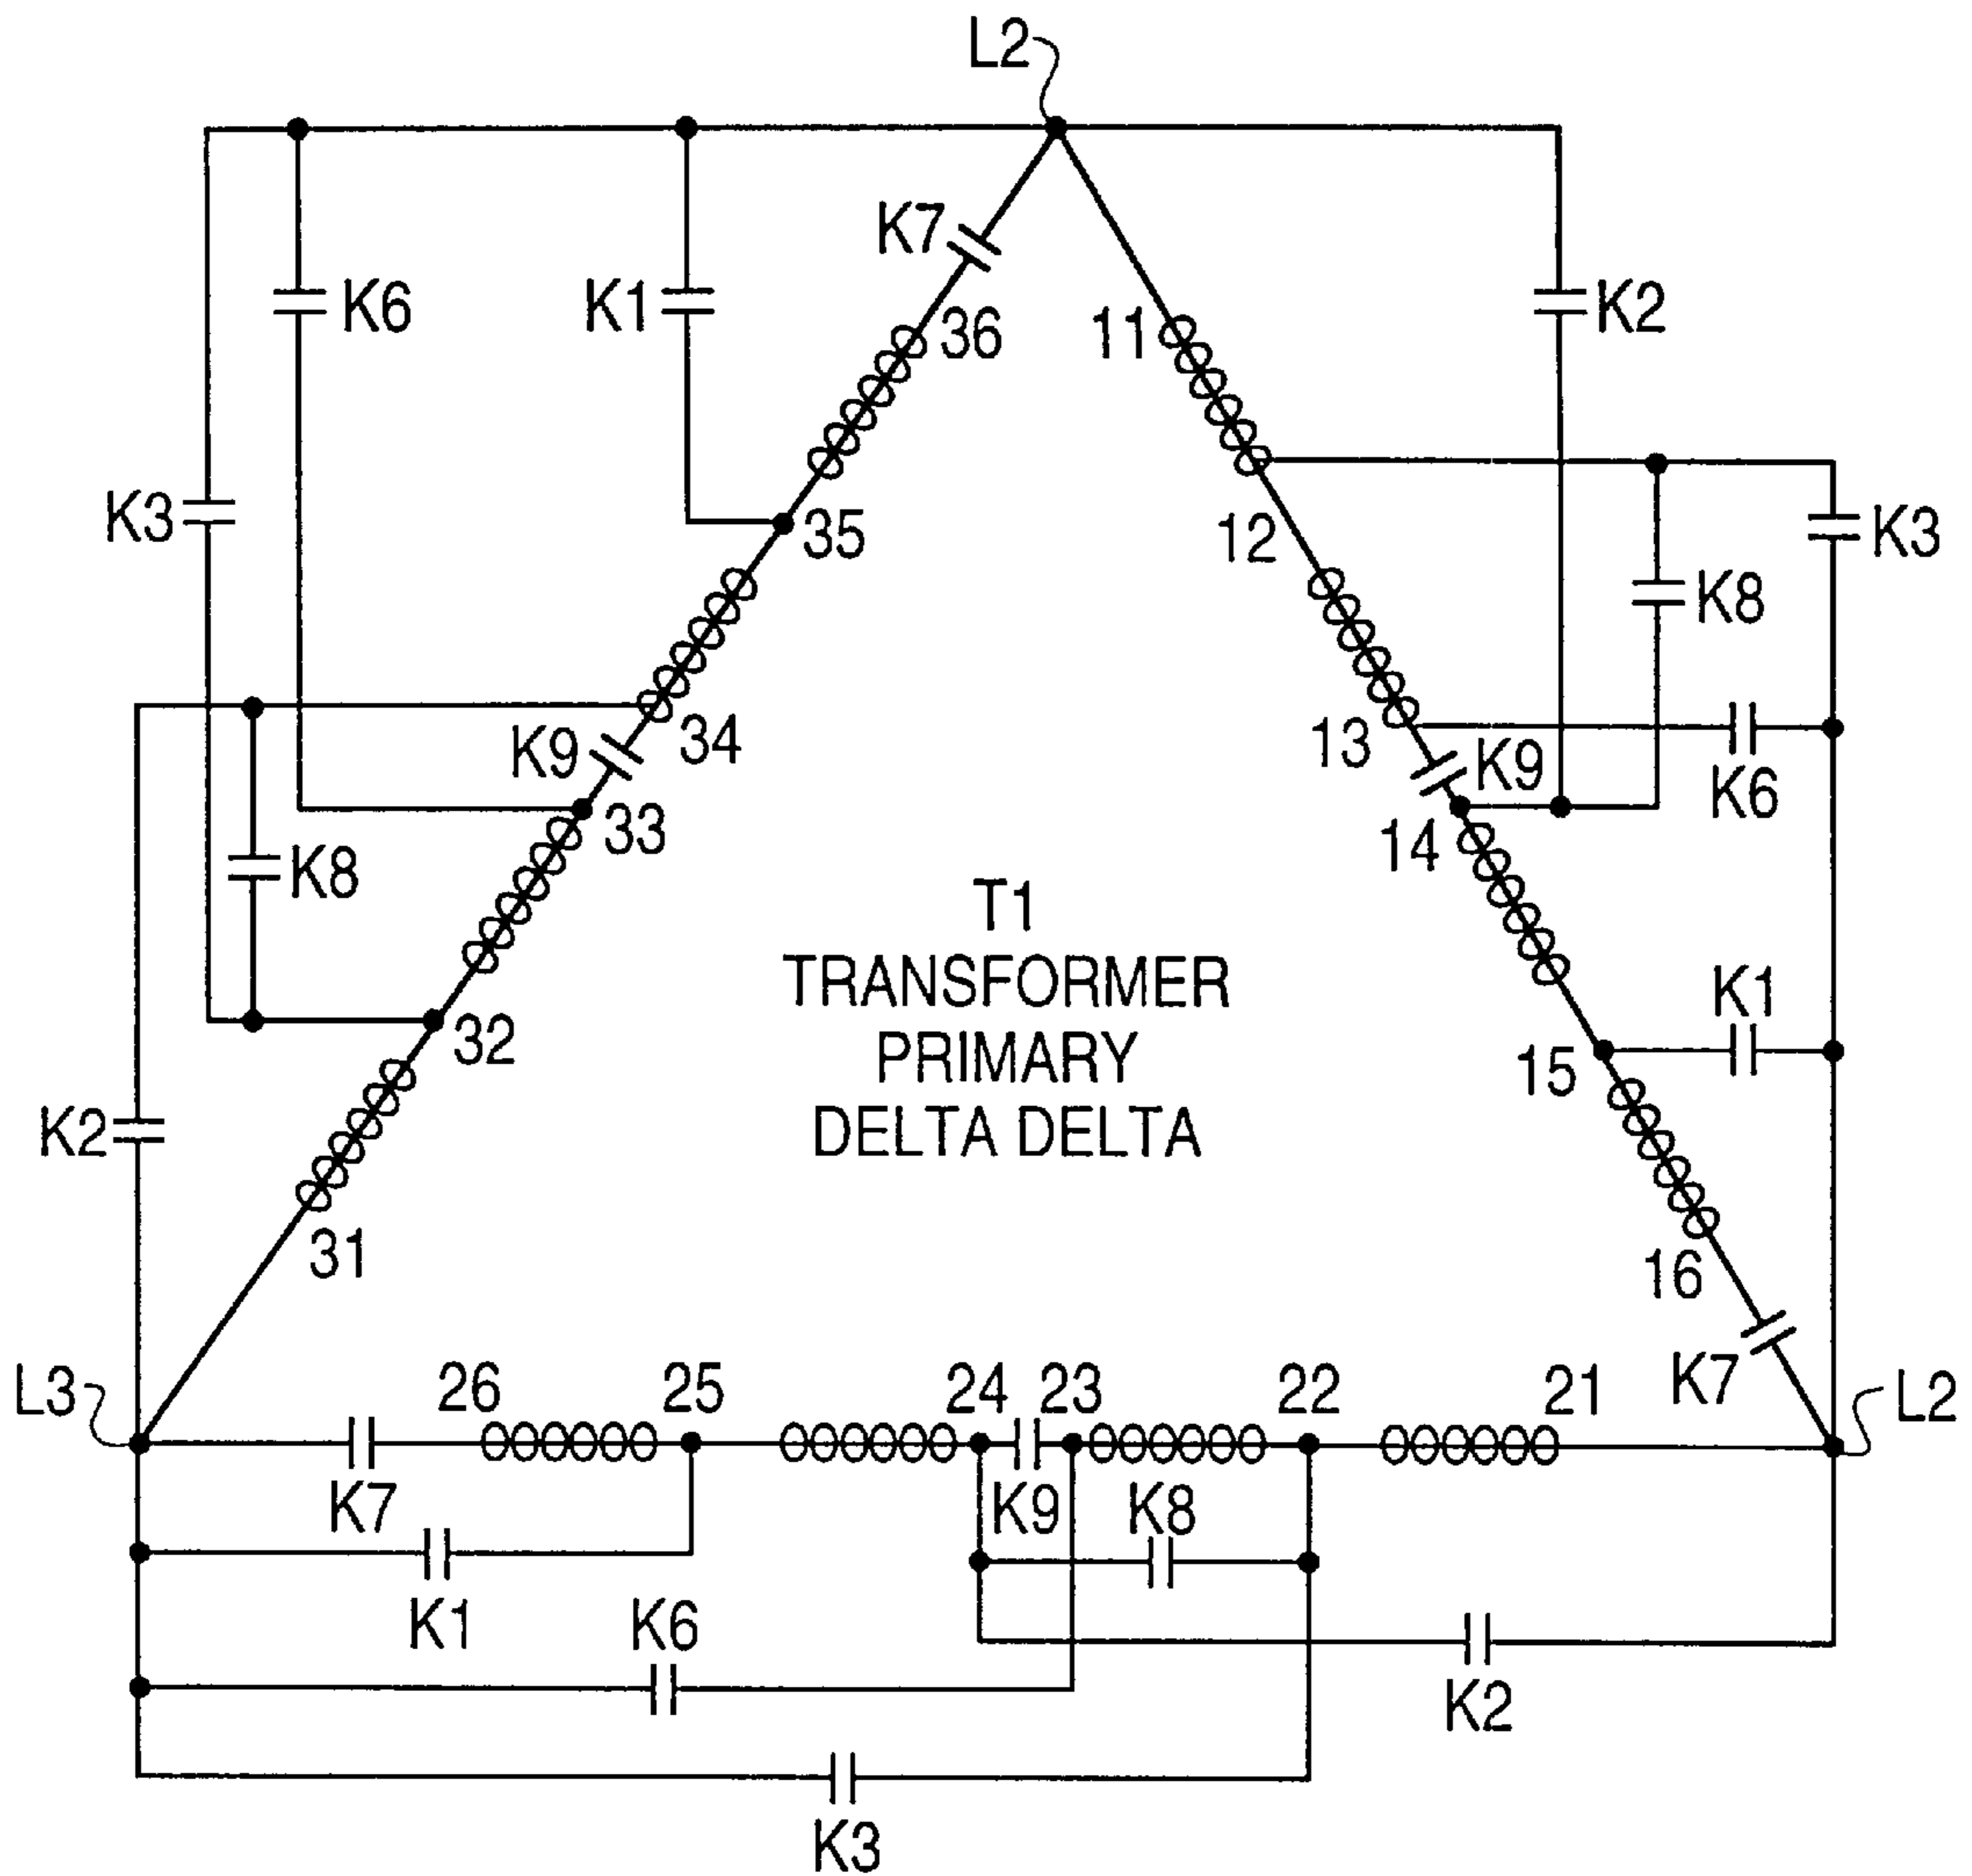 L2
K7
K6
K1
36
11
K2
K3
35
12
K3
K8
K9
34
13
K9
K6
33
14
K8
T1
TRANSFORMER
PRIMARY
DELTA DELTA
32
K1
15
K2
31
16
L3
26
25
24
23
22
21
K7
L2
K7
K9
K8
K1
K6
K2
K3